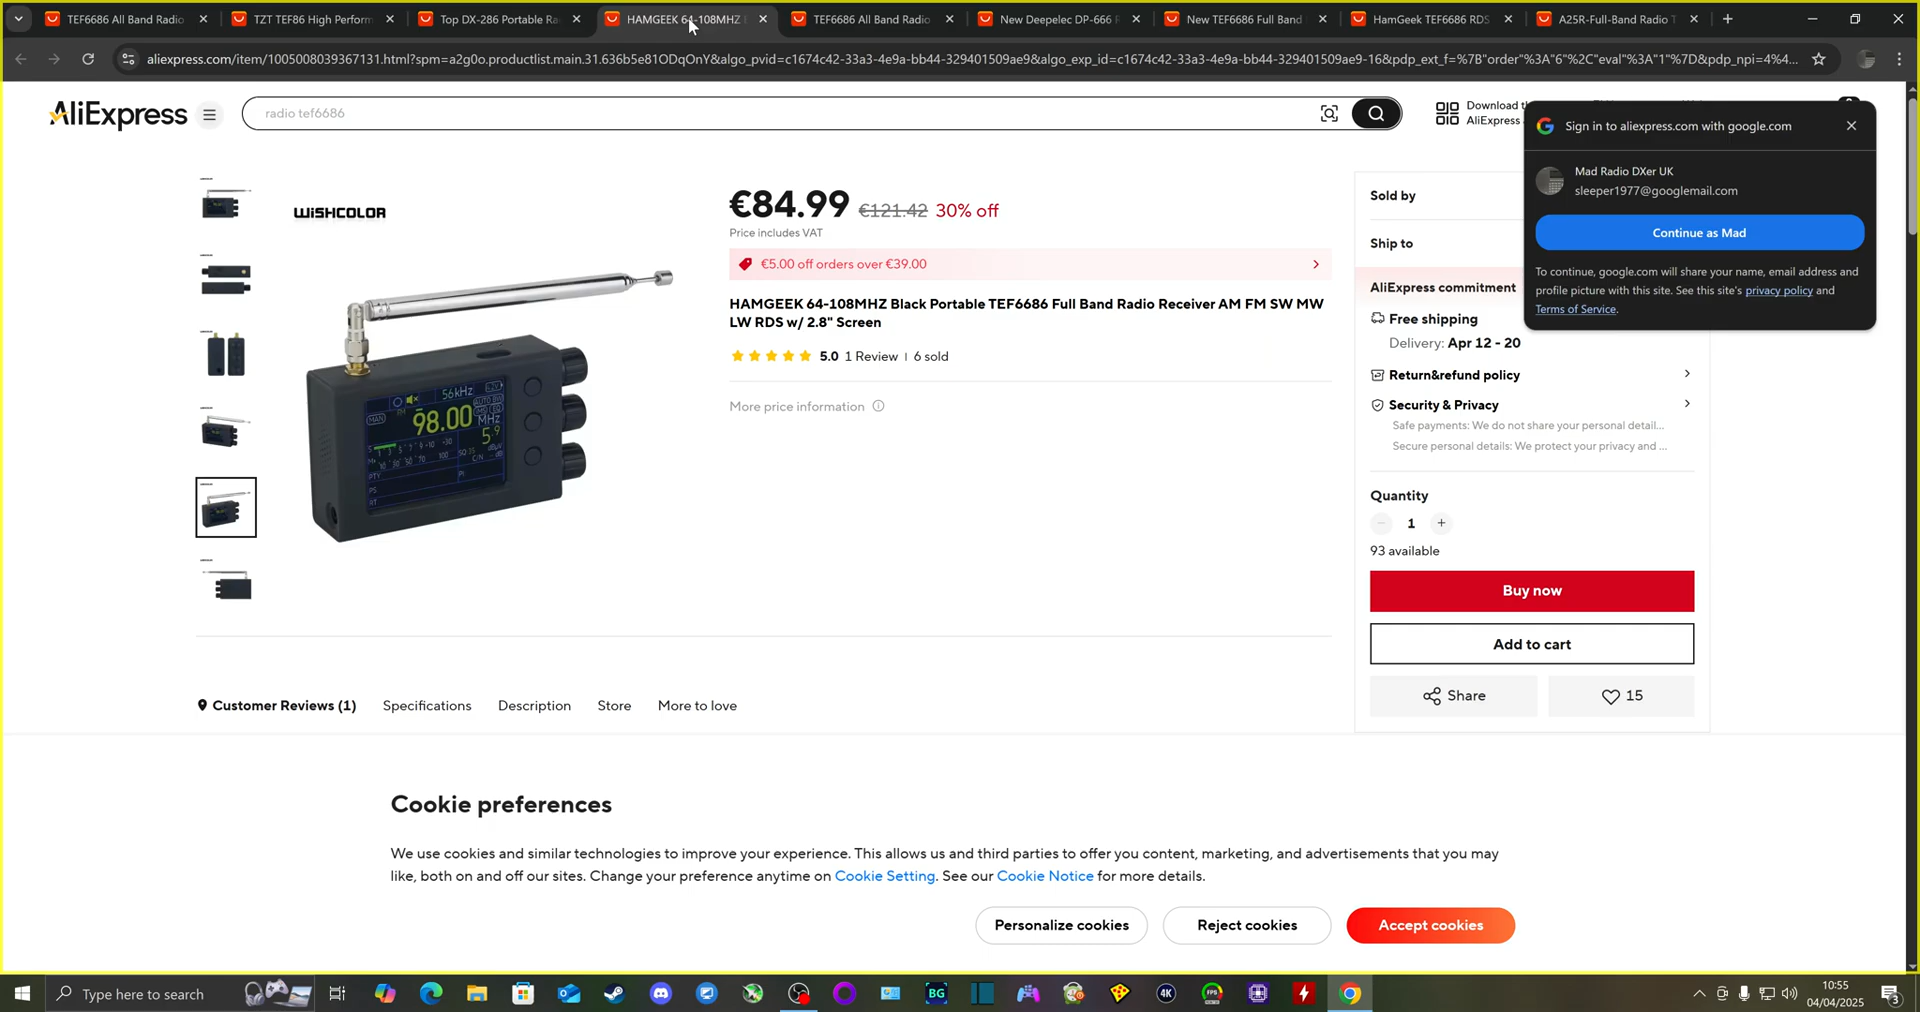 TEF6686 All Band Radio
TZT TEF86 High Perform
Top DX-286 Portable Ra
HAMGEEK 64-108MHZ
TEF6686 All Band Radio
New Deepelec DP-666
New TEF6686 Full Band
HamGeek TEF6686 RDS
A25R-Full-Band Radio
aliexpress.com/item/1005008039367131.html?spm=a2g0o.productlist.main.31.636b5e81ODqOnY&algo_pvid=c1674c42-33a3-4e9a-bb44-329401509ae9&algo_exp_id=c1674c42-33a3-4e9a-bb44-329401509ae9-16&pdp_ext_f=%7B"order"%3A"6"%2C"eval"%3A"1"%7D&pdp_npi=4%4...
AliExpress
radio tef6686
Download th
AliExpress
Sign in to aliexpress.com with google.com
Mad Radio DXer UK
sleeper1977@googlemail.com
Continue as Mad
To continue, google.com will share your name, email address and
profile picture with this site. See this site's privacy policy and
Terms of Service.
WISHCOLOR
56kHz
MAN
98.00
MHz
AUTO BW
5.9
PTY
PI
PS
RT
€84.99 €121.42 30% off
Price includes VAT
€5.00 off orders over €39.00
HAMGEEK 64-108MHZ Black Portable TEF6686 Full Band Radio Receiver AM FM SW MW
LW RDS w/ 2.8" Screen
5.0 1 Review | 6 sold
More price information
Sold by
Ship to
AliExpress commitment
Free shipping
Delivery: Apr 12 - 20
Return&refund policy
Security & Privacy
Safe payments: We do not share your personal detail...
Secure personal details: We protect your privacy and ...
Quantity
1
93 available
Buy now
Add to cart
Share
15
Customer Reviews (1)
Specifications
Description
Store
More to love
Cookie preferences
We use cookies and similar technologies to improve your experience. This allows us and third parties to offer you content, marketing, and advertisements that you may
like, both on and off our sites. Change your preference anytime on Cookie Setting. See our Cookie Notice for more details.
Personalize cookies
Reject cookies
Accept cookies
Type here to search
BG
4K
FPS
10:55
04/04/2025
3